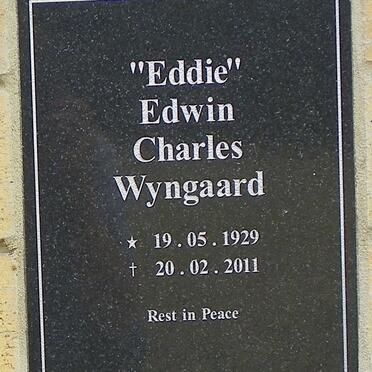 "Eddie"
Edwin
Charles
Wyngaard
★ 19.05.1929
† 20.02.2011
Rest in Peace